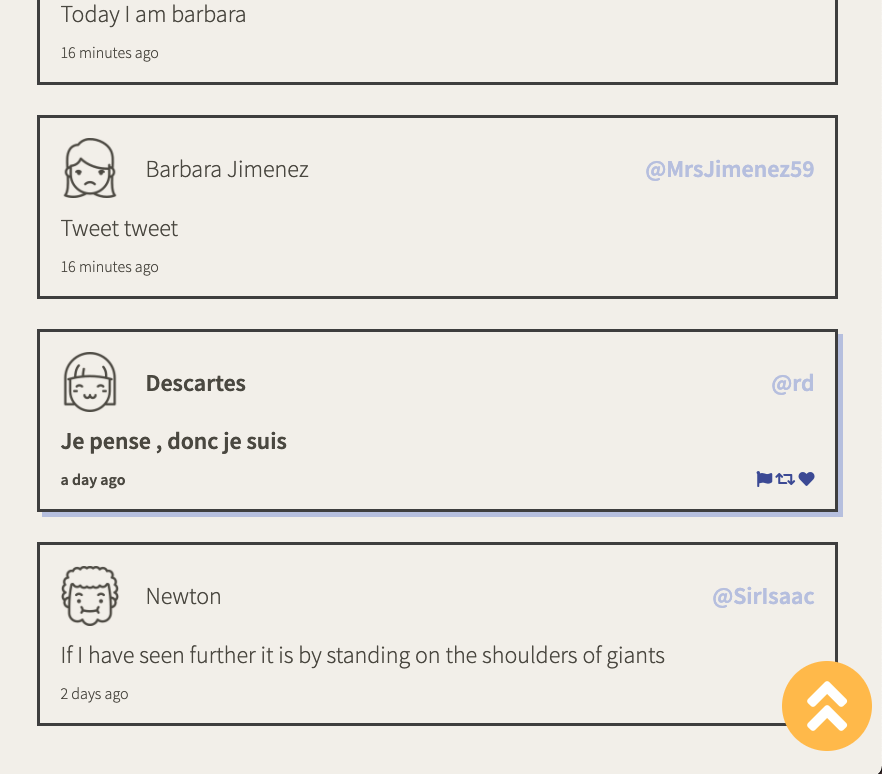 Today I am barbara
16 minutes ago
Barbara Jimenez @MrsJimenez59
Tweet tweet
16 minutes ago
Descartes @rd
Je pense , donc je suis
a day ago
Newton @SirIsaac
If I have seen further it is by standing on the shoulders of giants
2 days ago